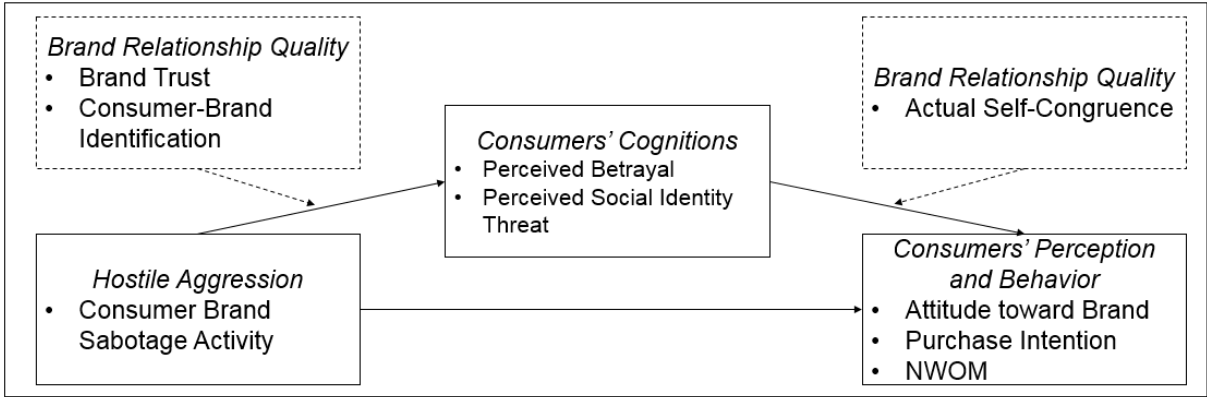 Brand Relationship Quality
• Brand Trust
• Consumer-Brand
Identification
Brand Relationship Quality
• Actual Self-Congruence
Consumers’ Cognitions
• Perceived Betrayal
• Perceived Social Identity
Threat
Hostile Aggression
• Consumer Brand
Sabotage Activity
Consumers’ Perception
and Behavior
• Attitude toward Brand
• Purchase Intention
• NWOM